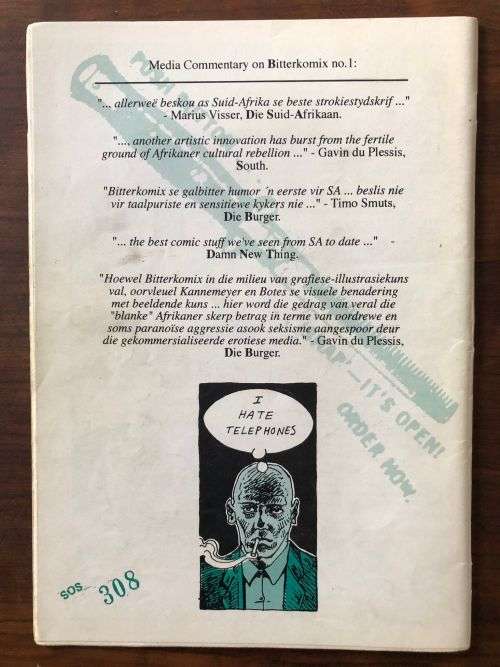 Media Commentary on Bitterkomix no.1:
"... allerweë beskou as Suid-Afrika se beste strokiestydskrif ..."
- Marius Visser, Die Suid-Afrikaan.
"...., another artistic innovation has burst from the fertile
ground of Afrikaner cultural rebellion ..." - Gavin du Plessis,
South.
"Bitterkomix se galbitter humor ´n eerste vir SA ... beslis nie
vir taalpuriste en sensitiewe kykers nie ..." - Timo Smuts,
Die Burger.
"... the best comic stuff we've seen from SA to date ..." -
Damn New Thing.
"Hoewel Bitterkomix in die milieu van grafiese-illustrasiekuns
val, oorvleuel Kannemeyer en Botes se visuele benadering
met beeldende kuns ... hier word die gedrag van veral die
"blanke" Afrikaner skerp betrag in terme van oordrewe en
soms paranoïse aggressie asook seksisme aangespoor deur
die gekommersialiseerde erotiese media." - Gavin du Plessis,
Die Burger.
PUSH BUTTON
—IT'S OPEN!
ORDER NOW.
I
HATE
TELEPHONES
SOS 308